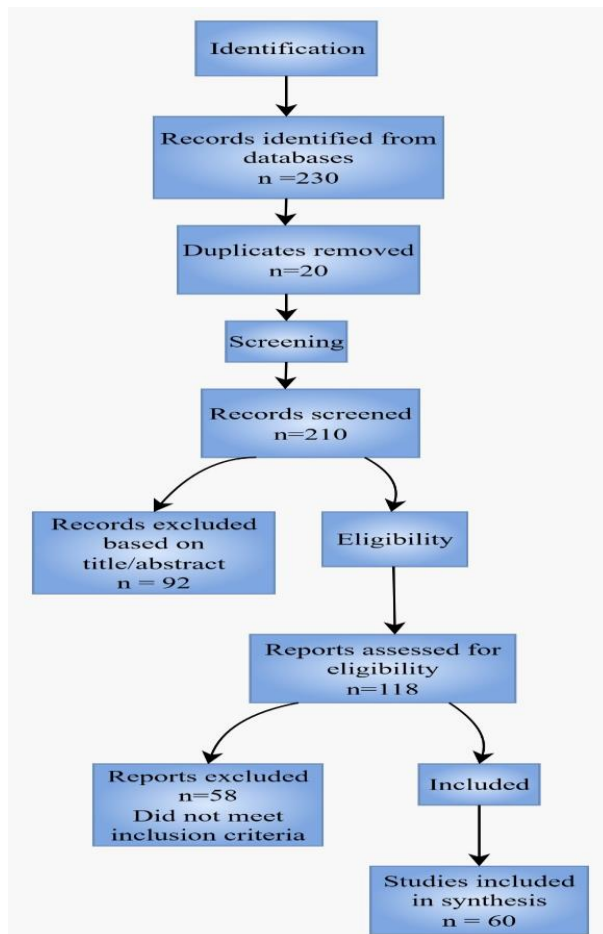 Identification
Records identified from
databases
n =230
Duplicates removed
n=20
Screening
Records screened
n=210
Records excluded
based on
title/abstract
n = 92
Eligibility
Reports assessed for
eligibility
n=118
Reports excluded
n=58
Did not meet
inclusion criteria
Included
Studies included
in synthesis
n = 60